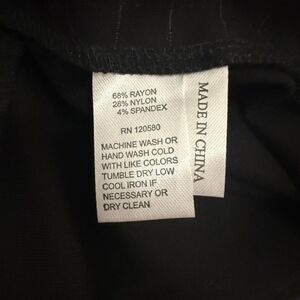 68% RAYON
28% NYLON
4% SPANDEX
RN 120580
MACHINE WASH OR
HAND WASH COLD
WITH LIKE COLORS
TUMBLE DRY LOW
COOL IRON IF
NECESSARY OR
DRY CLEAN
MADE IN CHINA